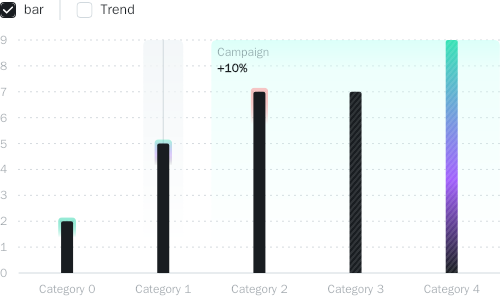 bar
Trend
9
8
7
6
5
4
3
2
1
0
Campaign
+10%
Category 0
Category 1
Category 2
Category 3
Category 4